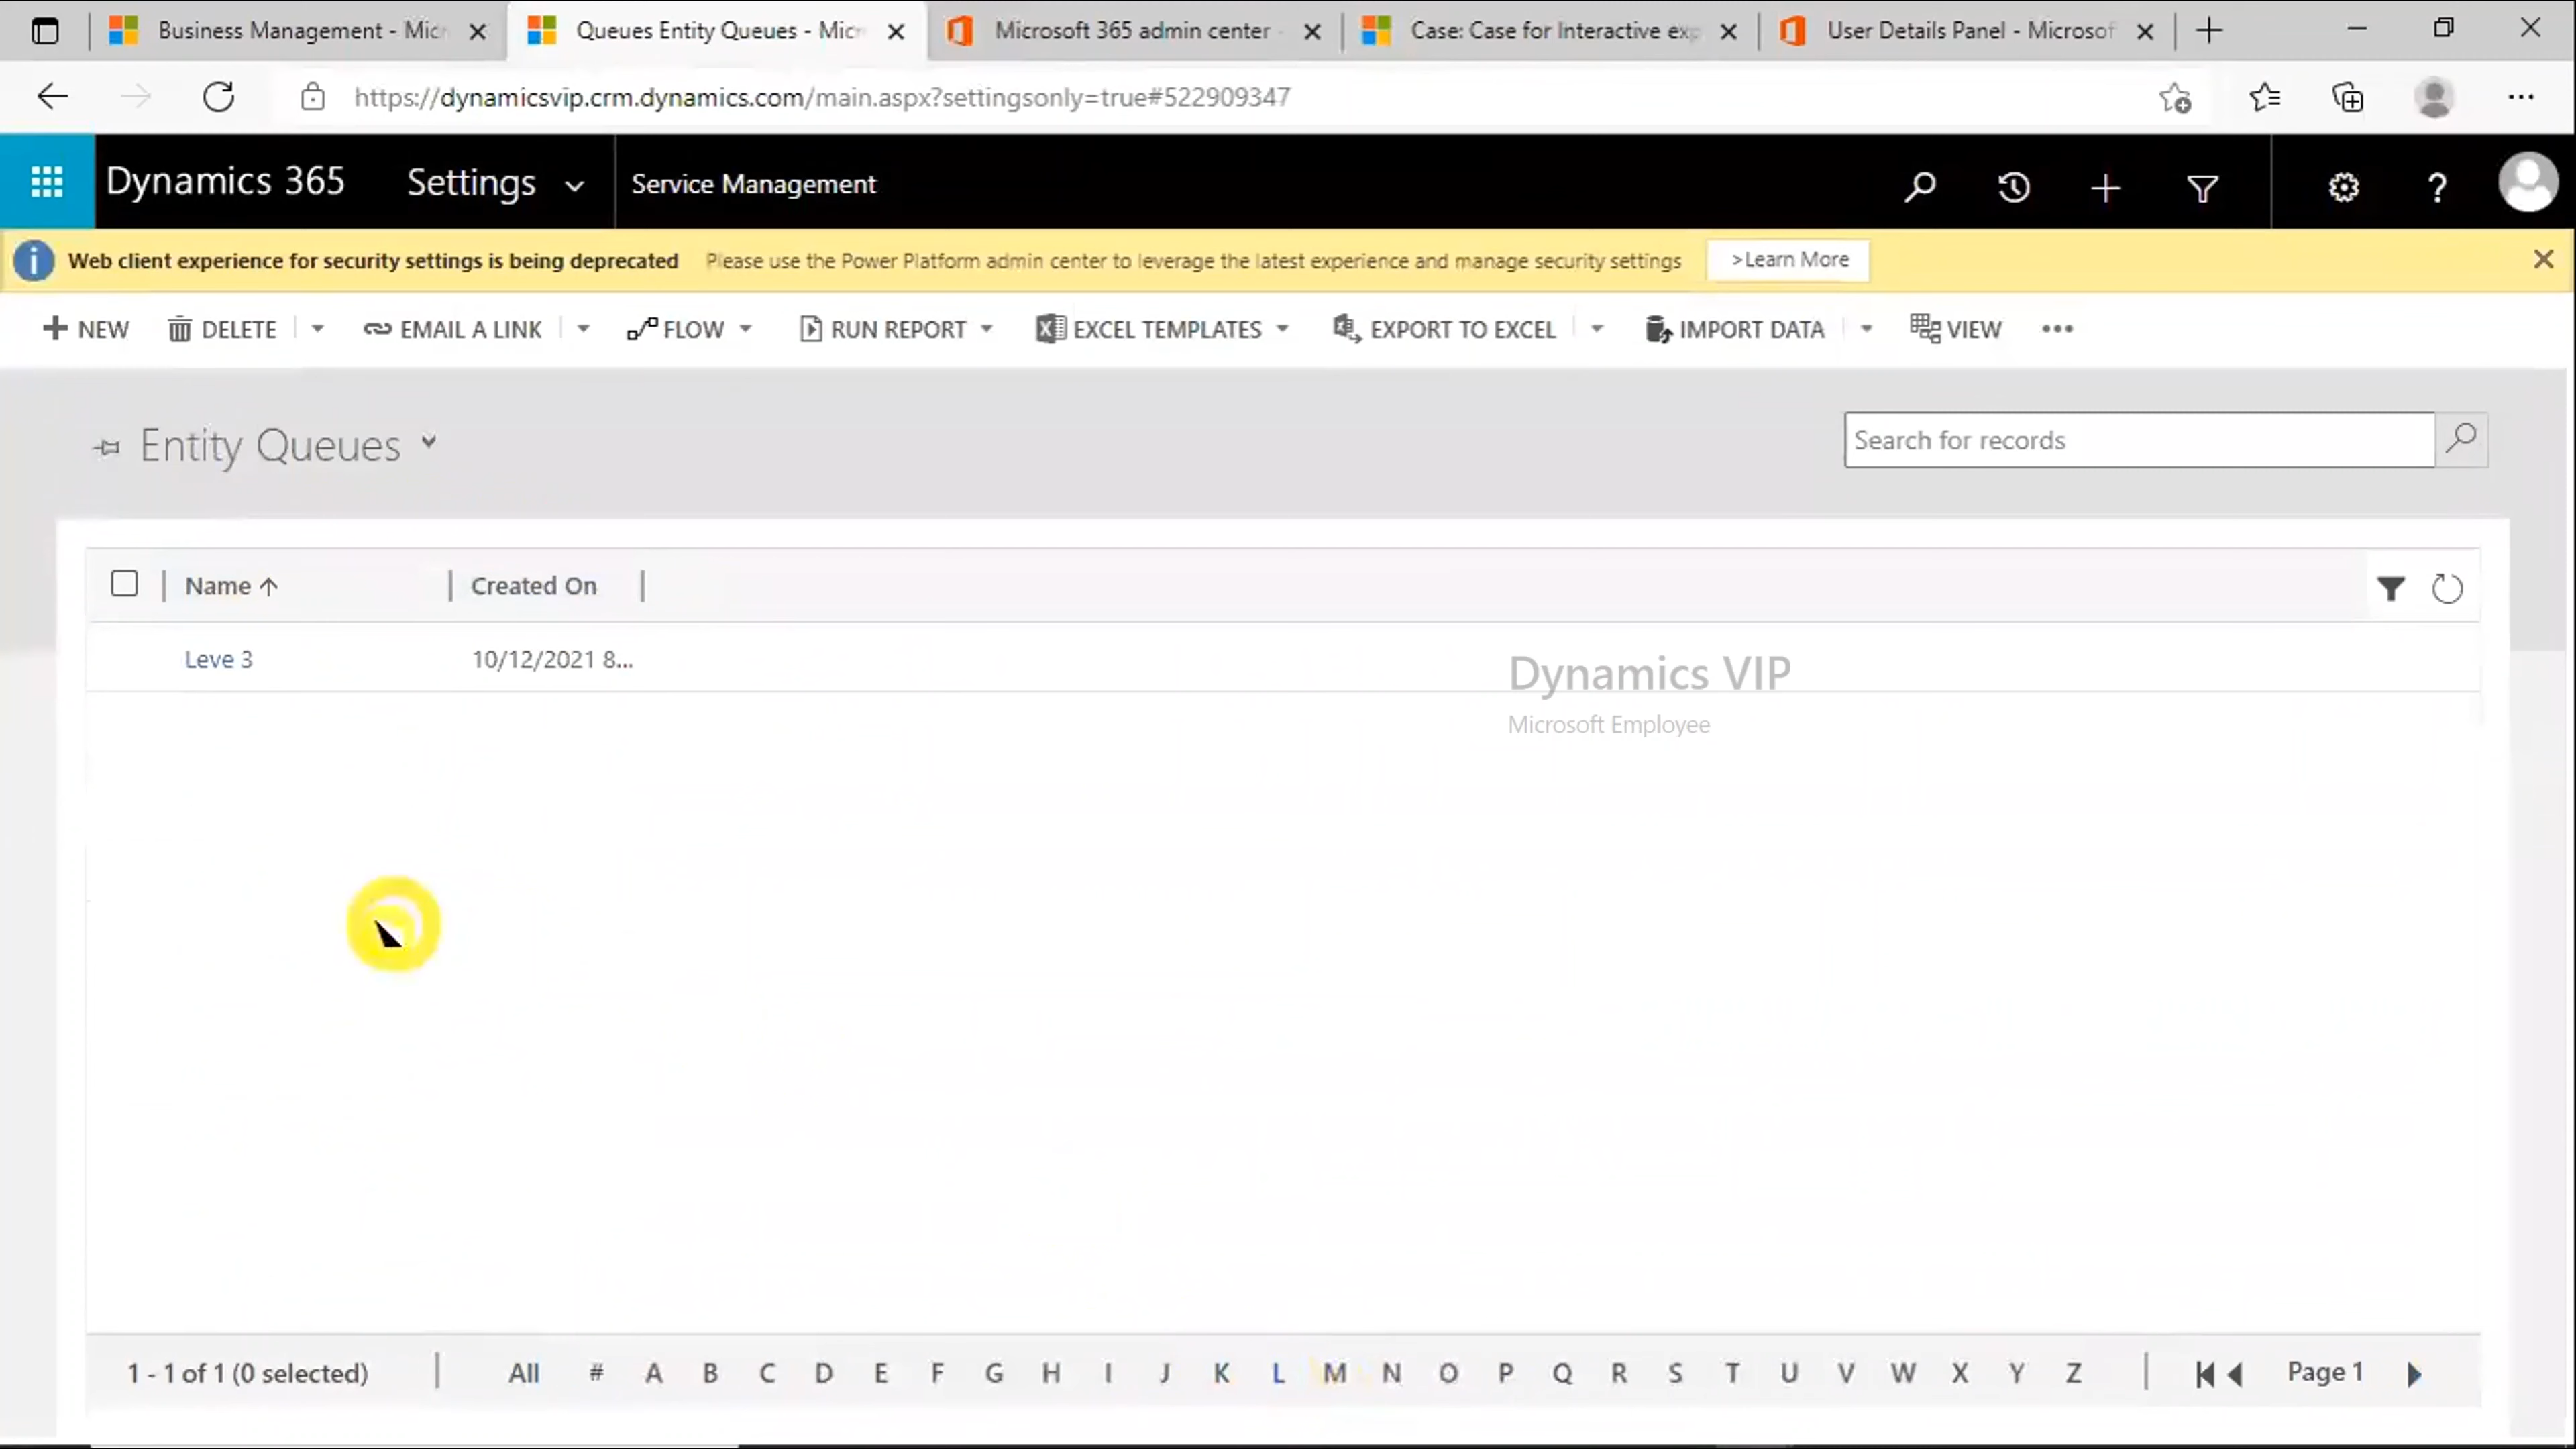 Business Management - Mic
Queues Entity Queues - Mic
Microsoft 365 admin center -
Case: Case for Interactive exp
User Details Panel - Microsof
https://dynamicsvip.crm.dynamics.com/main.aspx?settingsonly=true#522909347
Dynamics 365
Settings
Service Management
?
Web client experience for security settings is being deprecated
Please use the Power Platform admin center to leverage the latest experience and manage security settings
>Learn More
NEW
DELETE
EMAIL A LINK
FLOW
RUN REPORT
EXCEL TEMPLATES
EXPORT TO EXCEL
IMPORT DATA
VIEW
Entity Queues
Search for records
Name
Created On
Leve 3
10/12/2021 8...
Dynamics VIP
Microsoft Employee
1 - 1 of 1 (0 selected)
All # A B C D E F G H I J K L M N O P Q R S T U V W X Y Z
Page 1